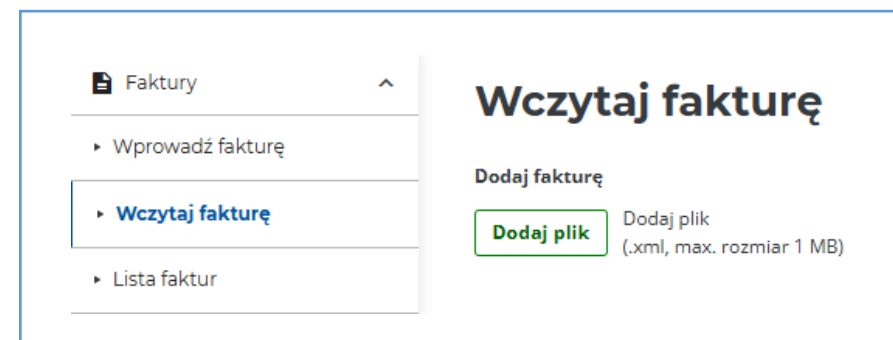 Faktury
Wprowadź fakturę
Wczytaj fakturę
Lista faktur
Wczytaj fakturę
Dodaj fakturę
Dodaj plik
Dodaj plik
(.xml, max. rozmiar 1 MB)